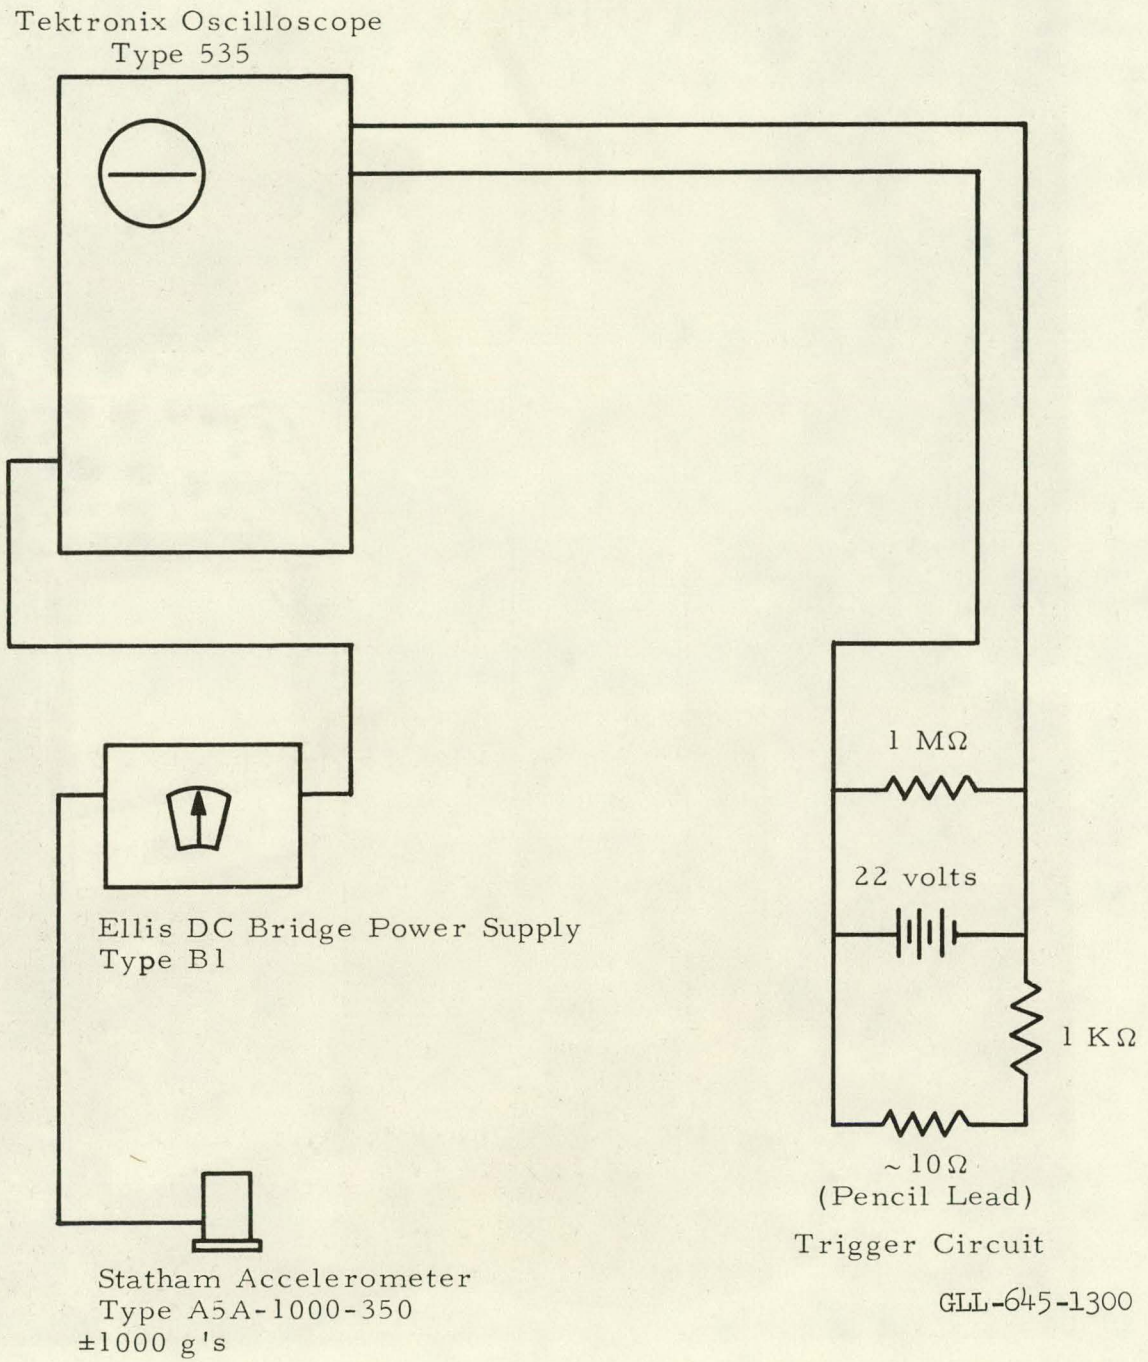 Tektronix Oscilloscope
Type 535
1 MΩ
22 volts
Ellis DC Bridge Power Supply
Type B1
1 KΩ
~10Ω
(Pencil Lead)
Trigger Circuit
Statham Accelerometer
Type A5A-1000-350
±1000 g's
GLL-645-1300